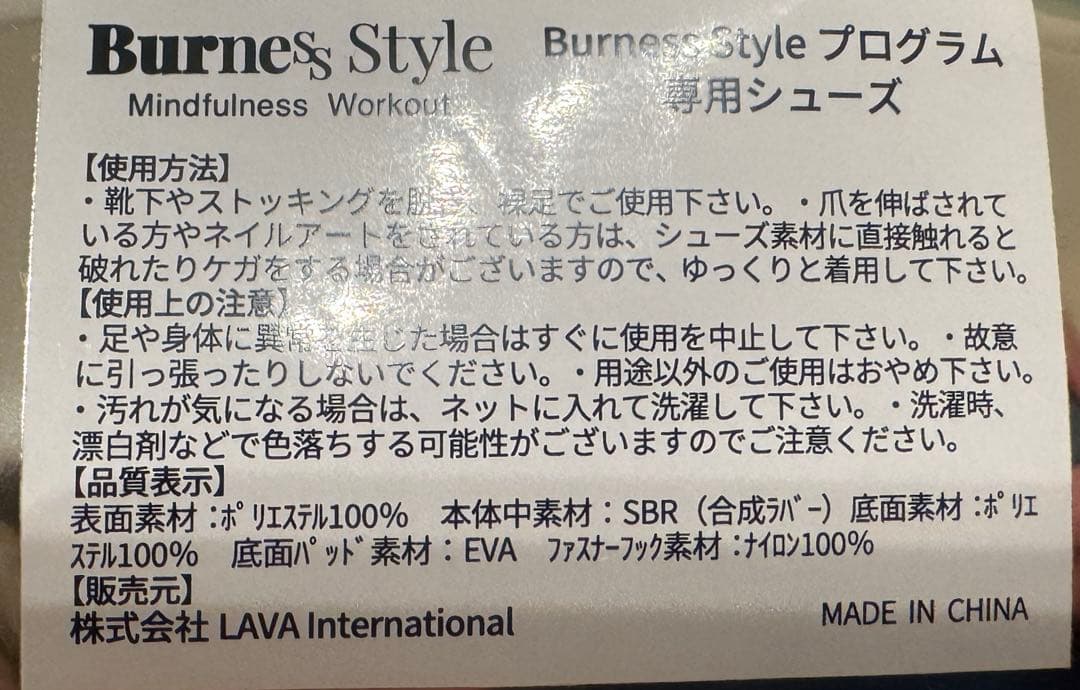 Burness Style
Mindfulness Workout
Burness Style プログラム
専用シューズ
【使用方法】
・靴下やストッキングを脱 裸足でご使用下さい。・爪を伸ばされて
いる方やネイルアートをされている方は、シューズ素材に直接触れると
破れたりケガをする場合がございますので、ゆっくりと着用して下さい。
【使用上の注意】
・足や身体に異常が生じた場合はすぐに使用を中止して下さい。・故意
に引っ張ったりしないでください。・用途以外のご使用はおやめ下さい。
・汚れが気になる場合は、ネットに入れて洗濯して下さい。・洗濯時、
漂白剤などで色落ちする可能性がございますのでご注意ください。
【品質表示】
表面素材:ﾎﾟﾘｴｽﾃﾙ100% 本体中素材：SBR（合成ﾗﾊﾞｰ）底面素材:ﾎﾟﾘｴ
ｽﾃﾙ100% 底面ﾊﾟｯﾄﾞ素材：EVA ﾌｧｽﾅｰﾌｯｸ素材:ﾅｲﾛﾝ100%
【販売元】
株式会社 LAVA International
MADE IN CHINA